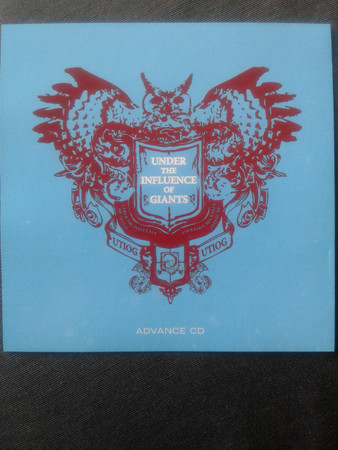 UNDER
THE
INFLUENCE
OF
GIANTS
UTIOG
UTIOG
ADVANCE CD